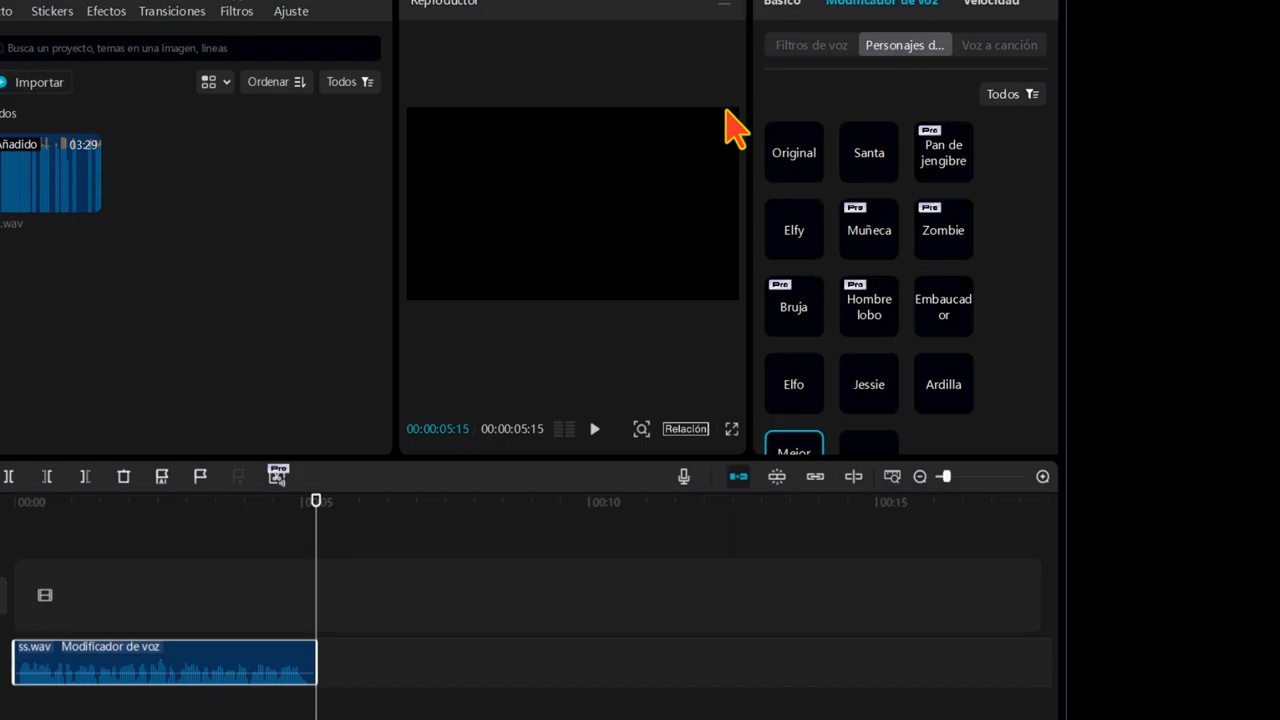 to Stickers Efectos Transiciones Filtros Ajuste
Busca un proyecto, temas en una imagen, líneas
Importar
Ordenar
Todos
dos
Añadido
03:29
.wav
Reproductor
00:00:05:15 00:00:05:15
Relación
Básico Modificador de voz Velocidad
Filtros de voz Personajes d... Voz a canción
Todos
Original
Santa
Pro
Pan de
jengibre
Elfy
Pro
Muñeca
Pro
Zombie
Pro
Bruja
Pro
Hombre
lobo
Embaucad
or
Elfo
Jessie
Ardilla
Mejor
Pro
00:00 00:05 00:10 00:15
ss.wav Modificador de voz